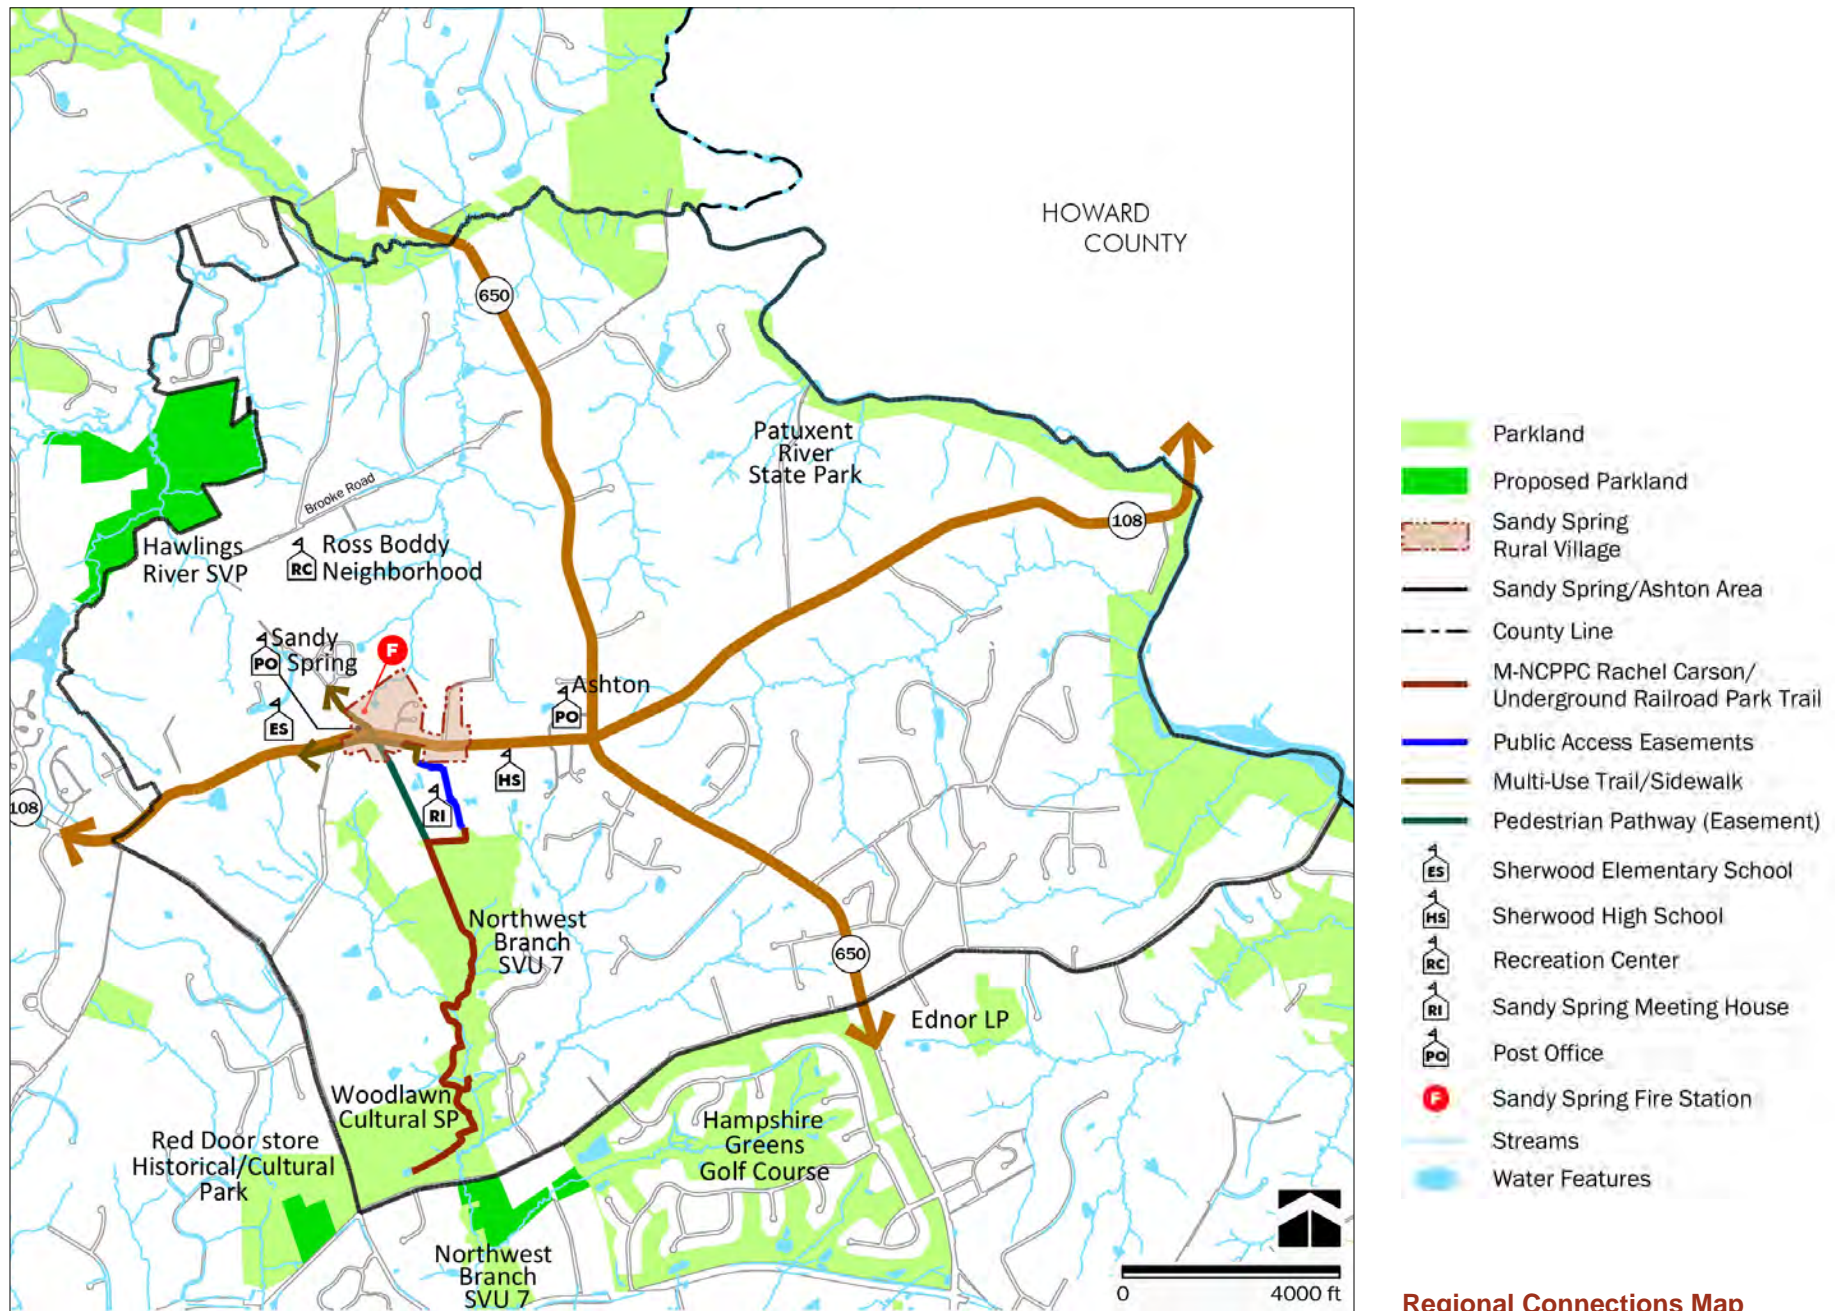 HOWARD
COUNTY
650
Patuxent
River
State Park
108
Brooke Road
Hawlings
River SVP
RC
Ross Boddy
Neighborhood
Sandy
Spring
PO
F
ES
Ashton
PO
HS
RI
108
Northwest
Branch
SVU 7
650
Ednor LP
Woodlawn
Cultural SP
Red Door store
Historical/Cultural
Park
Hampshire
Greens
Golf Course
Northwest
Branch
SVU 7
0
4000 ft
Parkland
Proposed Parkland
Sandy Spring
Rural Village
Sandy Spring/Ashton Area
County Line
M-NCPPC Rachel Carson/
Underground Railroad Park Trail
Public Access Easements
Multi-Use Trail/Sidewalk
Pedestrian Pathway (Easement)
ES Sherwood Elementary School
HS Sherwood High School
RC Recreation Center
RI Sandy Spring Meeting House
PO Post Office
F Sandy Spring Fire Station
Streams
Water Features
Regional Connections Map